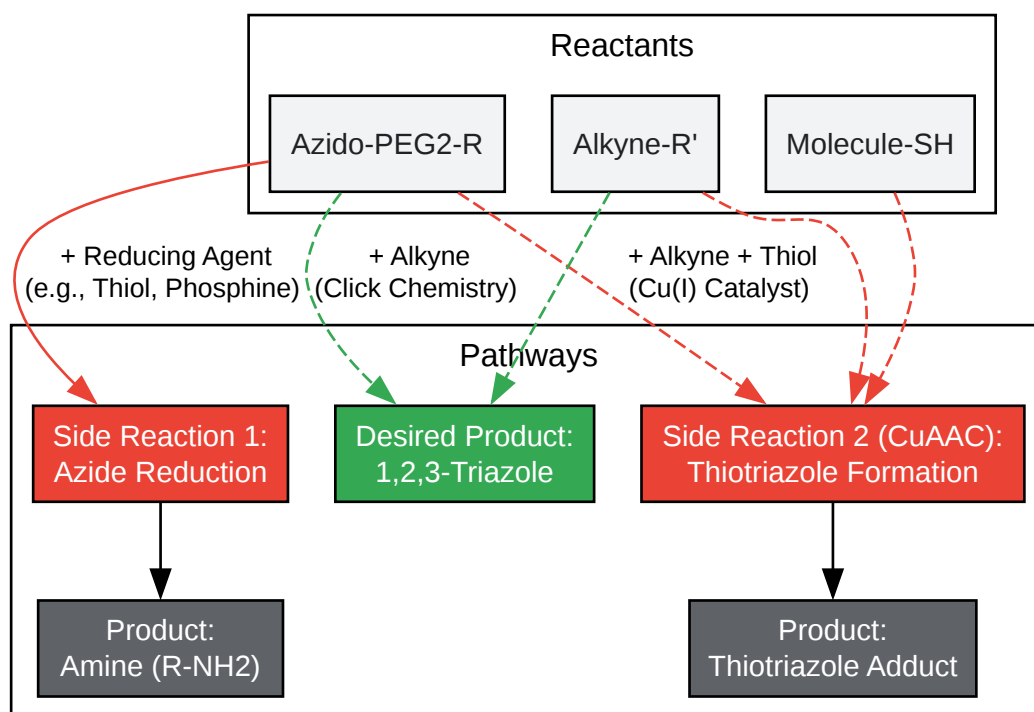 Reactants
Azido-PEG2-R
Alkyne-R'
Molecule-SH
+ Reducing Agent
(e.g., Thiol, Phosphine)
+ Alkyne
(Click Chemistry)
+ Alkyne + Thiol
(Cu(I) Catalyst)
Pathways
Side Reaction 1:
Azide Reduction
Desired Product:
1,2,3-Triazole
Side Reaction 2 (CuAAC):
Thiotriazole Formation
Product:
Amine (R-NH2)
Product:
Thiotriazole Adduct